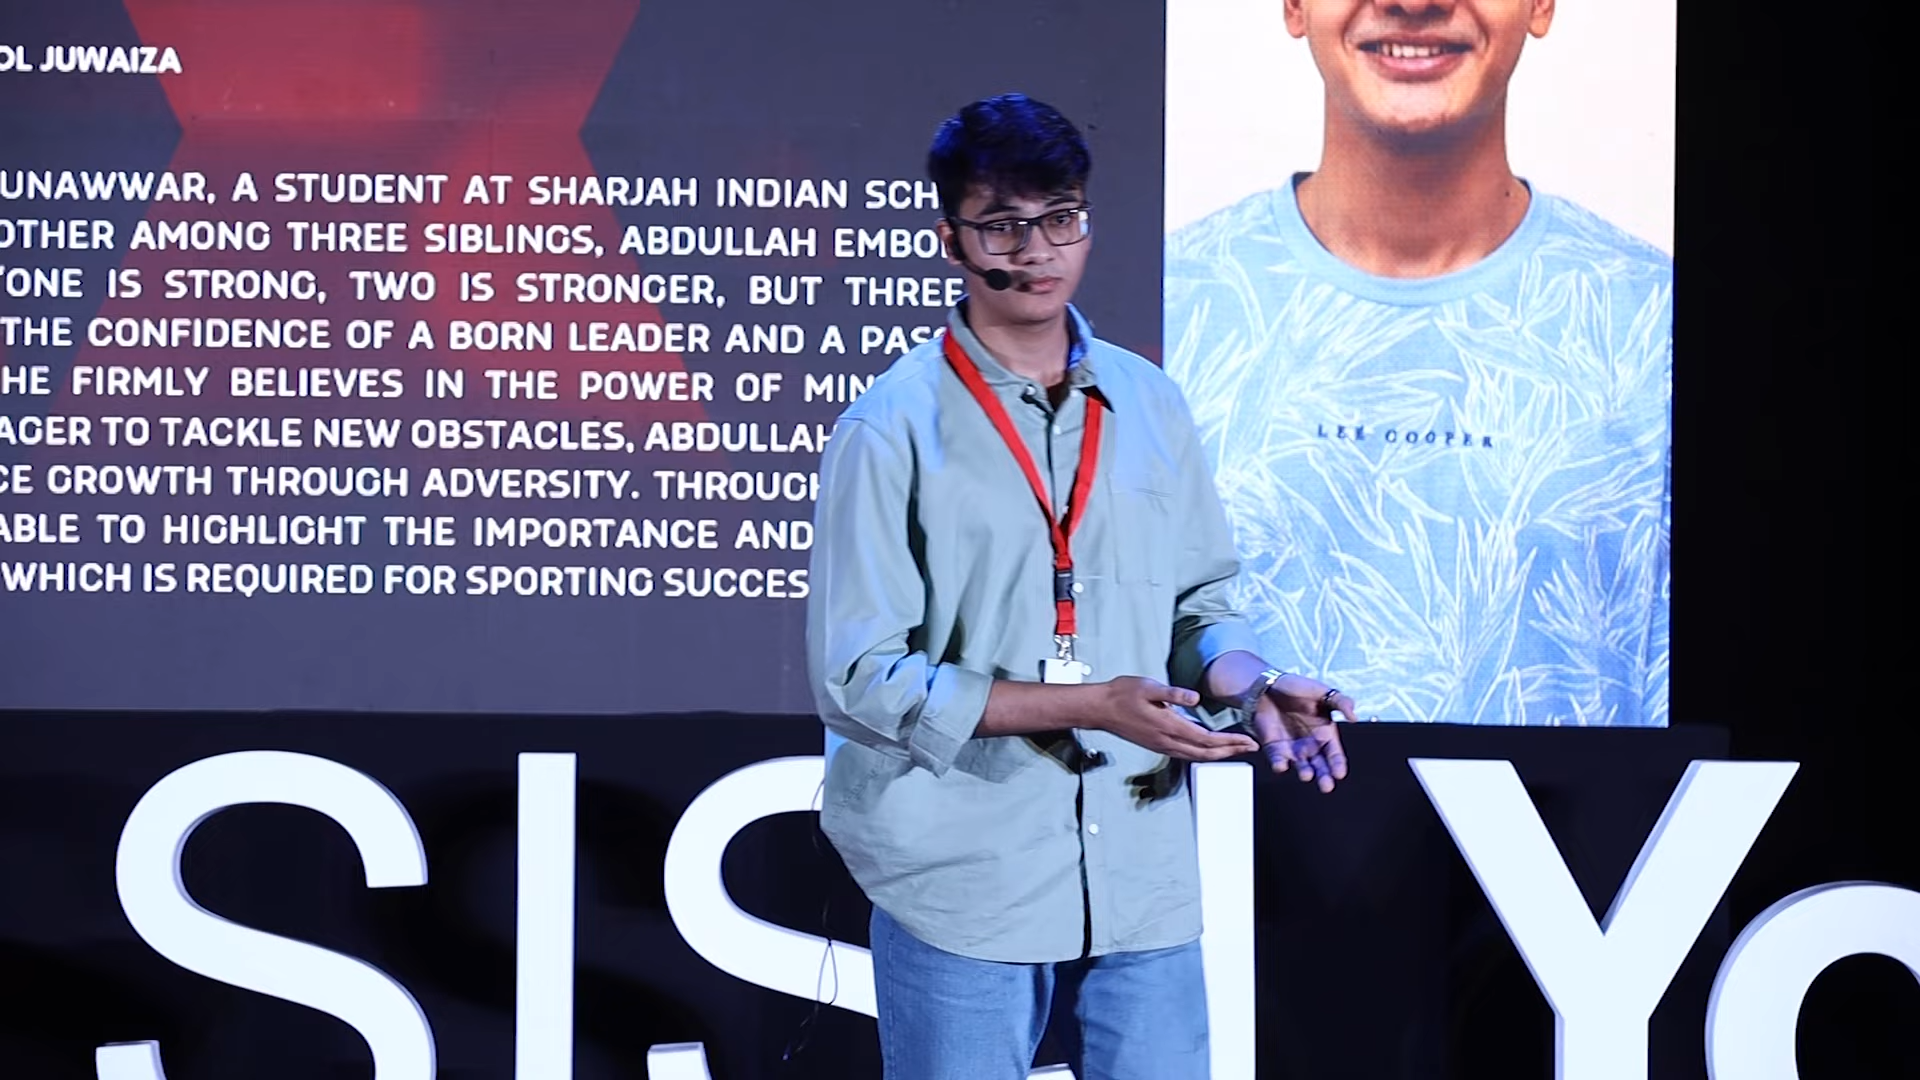 OL JUWAIZA
UNAWWAR, A STUDENT AT SHARJAH INDIAN SCH
OTHER AMONG THREE SIBLINGS, ABDULLAH EMBO
"ONE IS STRONG, TWO IS STRONGER, BUT THREE
THE CONFIDENCE OF A BORN LEADER AND A PAS
HE FIRMLY BELIEVES IN THE POWER OF MIN
AGER TO TACKLE NEW OBSTACLES, ABDULLAH
CE GROWTH THROUGH ADVERSITY. THROUGH
ABLE TO HIGHLIGHT THE IMPORTANCE AND
WHICH IS REQUIRED FOR SPORTING SUCCES
LEE COOPER
SISJ Yo